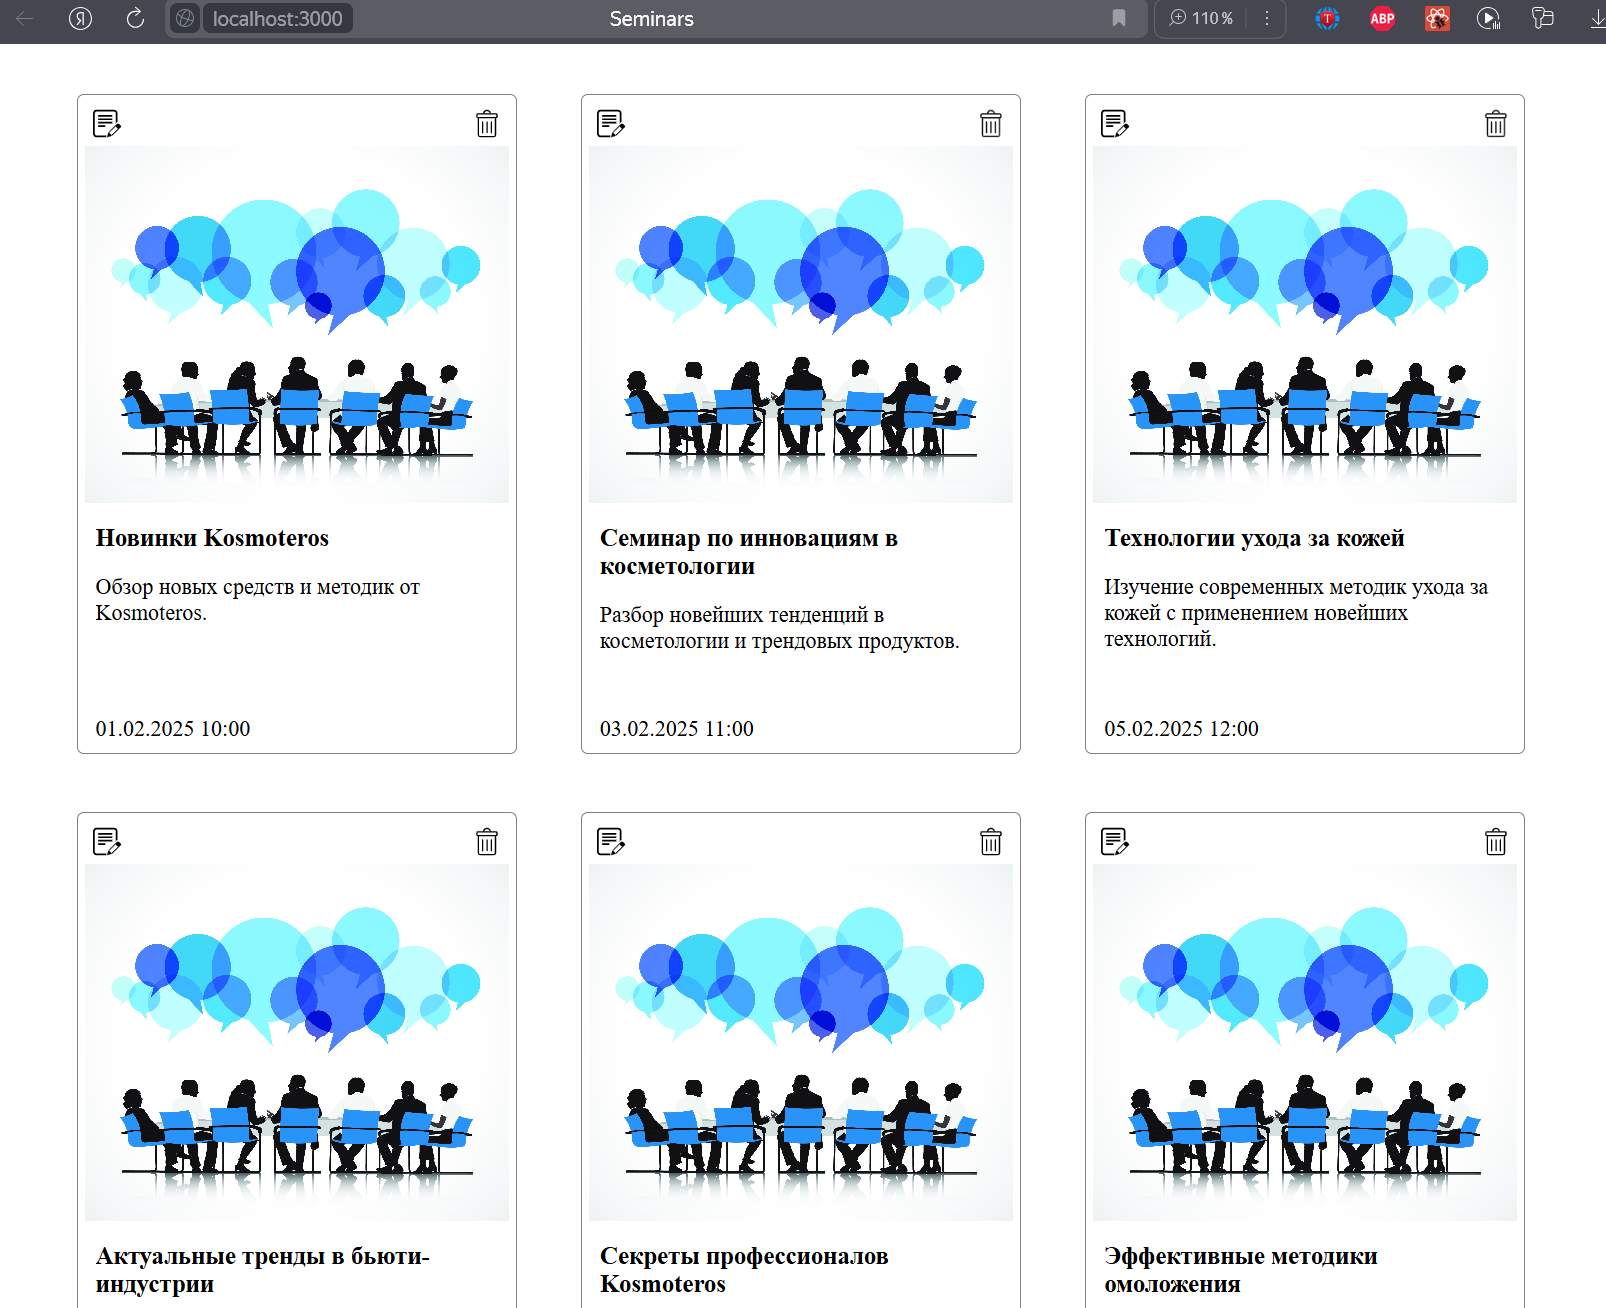 localhost:3000
Seminars
110 %
T
ABP
Новинки Kosmoteros
Обзор новых средств и методик от
Kosmoteros.
01.02.2025 10:00
Семинар по инновациям в
косметологии
Разбор новейших тенденций в
косметологии и трендовых продуктов.
03.02.2025 11:00
Технологии ухода за кожей
Изучение современных методик ухода за
кожей с применением новейших
технологий.
05.02.2025 12:00
Актуальные тренды в бьюти-
индустрии
Секреты профессионалов
Kosmoteros
Эффективные методики
омоложения